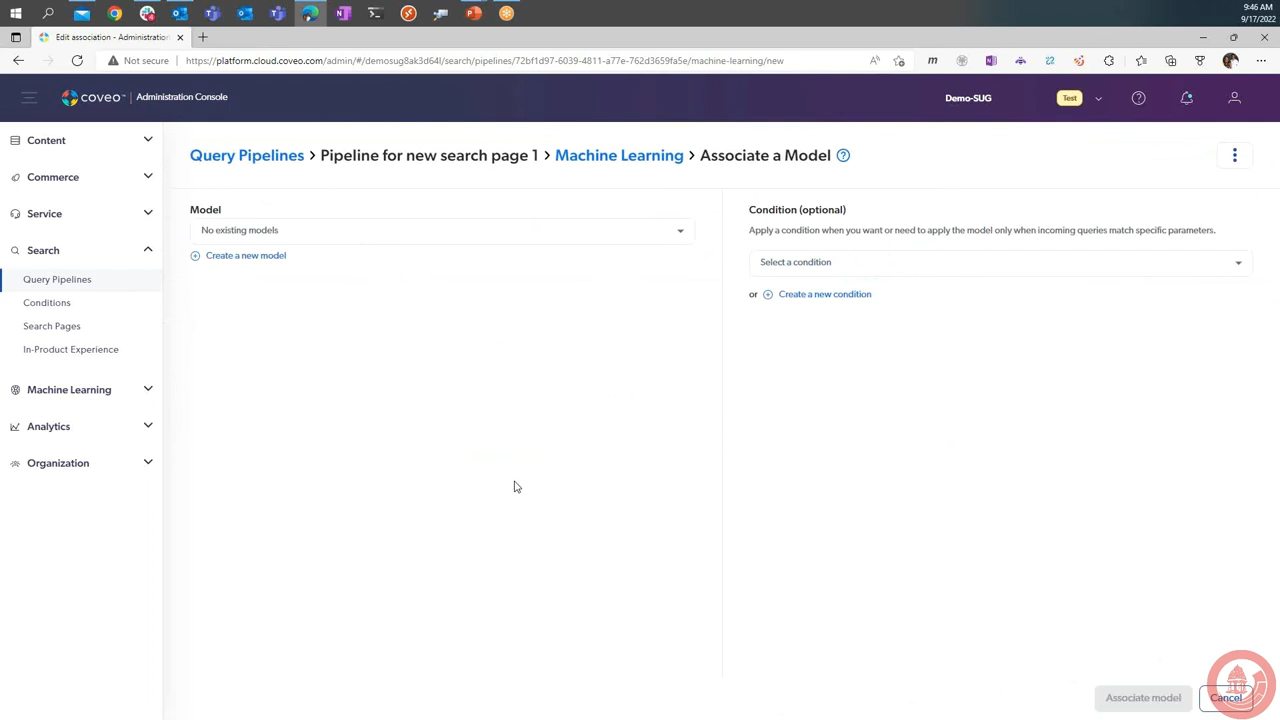 9:46 AM
9/17/2022
Edit association - Administration
Not secure
https://platform.cloud.coveo.com/admin/#/demosug8ak3d64l/search/pipelines/72bf1d97-6039-4811-a77e-762d3659fa5e/machine-learning/new
coveo™ | Administration Console
Demo-SUG
Test
Content
Commerce
Service
Search
Query Pipelines
Conditions
Search Pages
In-Product Experience
Machine Learning
Analytics
Organization
Query Pipelines > Pipeline for new search page 1 > Machine Learning > Associate a Model
Model
No existing models
Create a new model
Condition (optional)
Apply a condition when you want or need to apply the model only when incoming queries match specific parameters.
Select a condition
or Create a new condition
Associate model
Cancel